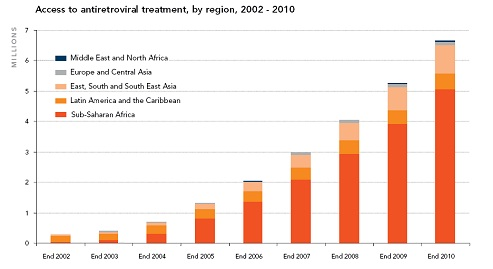 Access to antiretroviral treatment, by region, 2002 - 2010
MILLIONS
7
6
5
4
3
2
1
0
Middle East and North Africa
Europe and Central Asia
East, South and South East Asia
Latin America and the Caribbean
Sub-Saharan Africa
End 2002 End 2003 End 2004 End 2005 End 2006 End 2007 End 2008 End 2009 End 2010